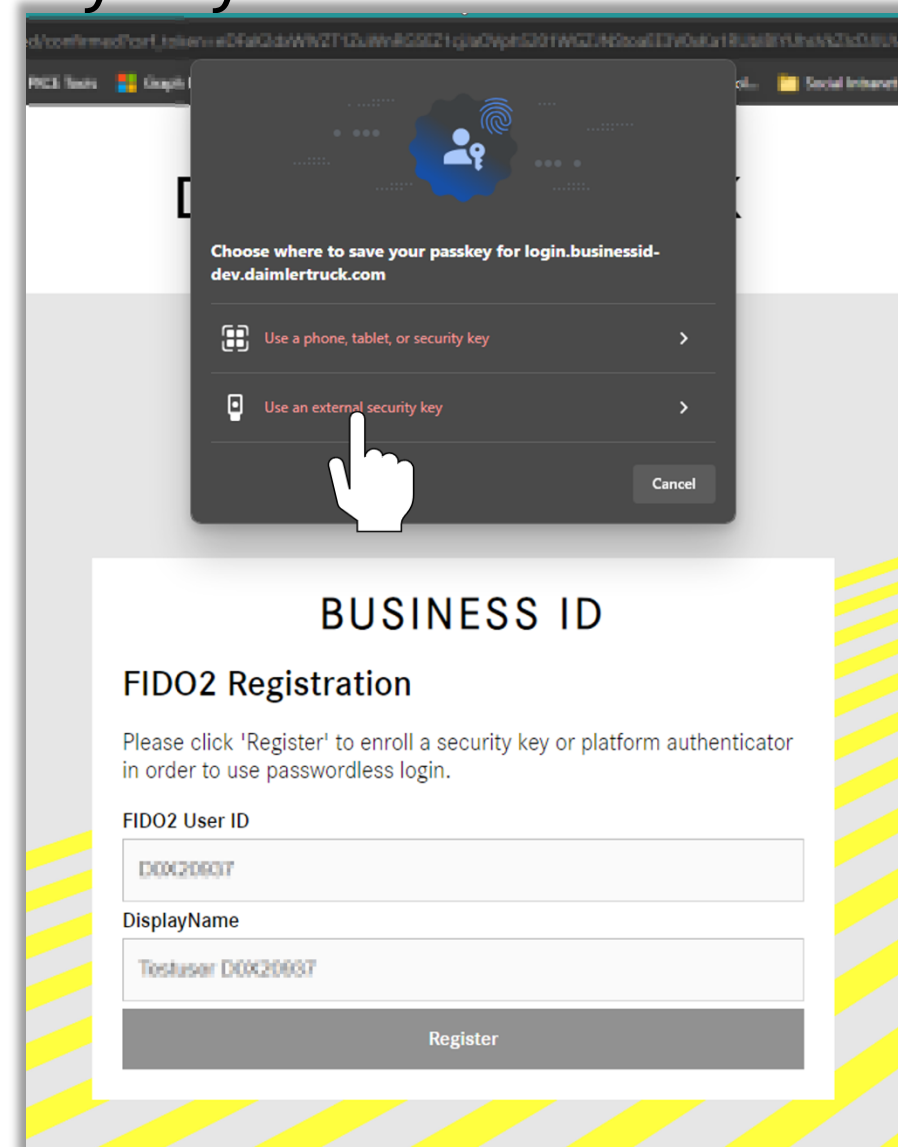 Choose where to save your passkey for login.businessid-
dev.daimlertruck.com
Use a phone, tablet, or security key
Use an external security key
Cancel
BUSINESS ID
FIDO2 Registration
Please click 'Register' to enroll a security key or platform authenticator
in order to use passwordless login.
FIDO2 User ID
DisplayName
Register